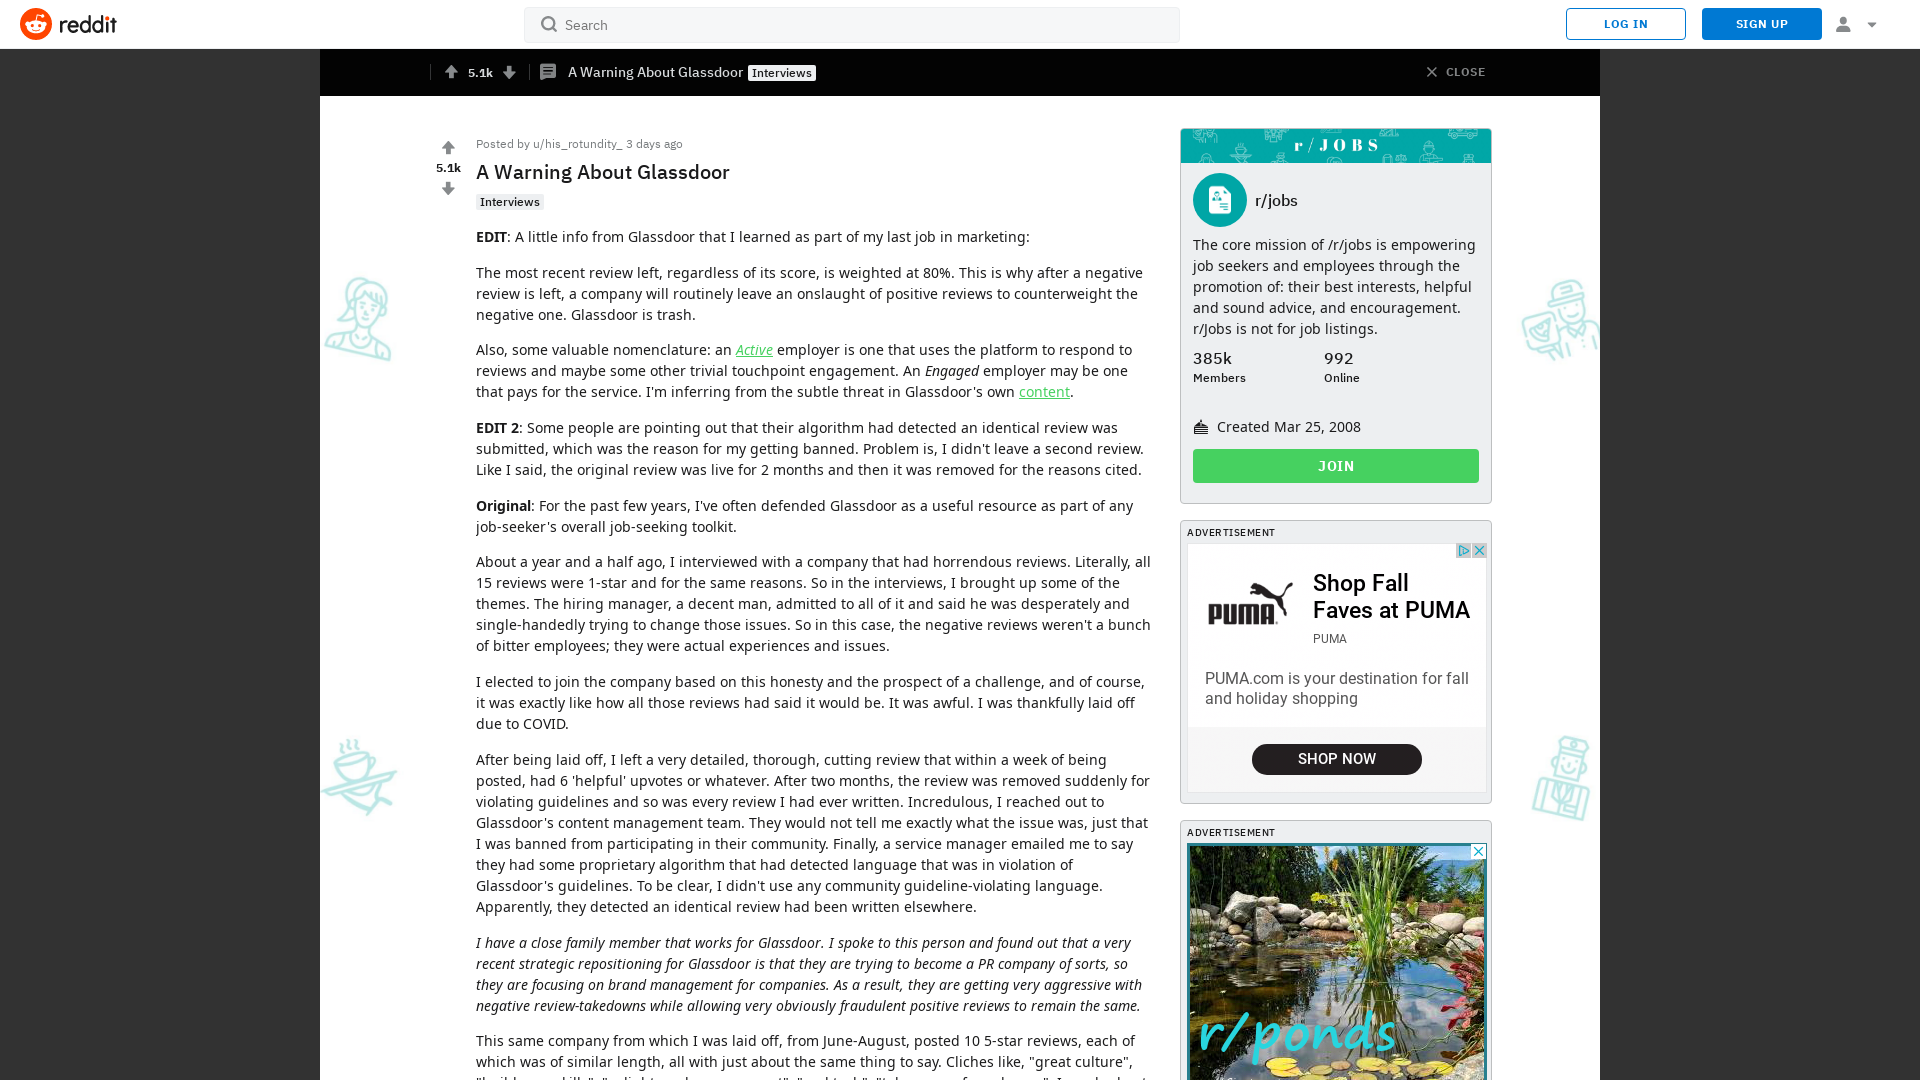 reddit
Search
LOG IN
SIGN UP
5.1k
A Warning About Glassdoor Interviews
CLOSE
Posted by u/his_rotundity_ 3 days ago
5.1k
A Warning About Glassdoor
Interviews
EDIT: A little info from Glassdoor that I learned as part of my last job in marketing:
The most recent review left, regardless of its score, is weighted at 80%. This is why after a negative
review is left, a company will routinely leave an onslaught of positive reviews to counterweight the
negative one. Glassdoor is trash.
Also, some valuable nomenclature: an Active employer is one that uses the platform to respond to
reviews and maybe some other trivial touchpoint engagement. An Engaged employer may be one
that pays for the service. I'm inferring from the subtle threat in Glassdoor's own content.
EDIT 2: Some people are pointing out that their algorithm had detected an identical review was
submitted, which was the reason for my getting banned. Problem is, I didn't leave a second review.
Like I said, the original review was live for 2 months and then it was removed for the reasons cited.
Original: For the past few years, I've often defended Glassdoor as a useful resource as part of any
job-seeker's overall job-seeking toolkit.
About a year and a half ago, I interviewed with a company that had horrendous reviews. Literally, all
15 reviews were 1-star and for the same reasons. So in the interviews, I brought up some of the
themes. The hiring manager, a decent man, admitted to all of it and said he was desperately and
single-handedly trying to change those issues. So in this case, the negative reviews weren't a bunch
of bitter employees; they were actual experiences and issues.
I elected to join the company based on this honesty and the prospect of a challenge, and of course,
it was exactly like how all those reviews had said it would be. It was awful. I was thankfully laid off
due to COVID.
After being laid off, I left a very detailed, thorough, cutting review that within a week of being
posted, had 6 'helpful' upvotes or whatever. After two months, the review was removed suddenly for
violating guidelines and so was every review I had ever written. Incredulous, I reached out to
Glassdoor's content management team. They would not tell me exactly what the issue was, just that
I was banned from participating in their community. Finally, a service manager emailed me to say
they had some proprietary algorithm that had detected language that was in violation of
Glassdoor's guidelines. To be clear, I didn't use any community guideline-violating language.
Apparently, they detected an identical review had been written elsewhere.
I have a close family member that works for Glassdoor. I spoke to this person and found out that a very
recent strategic repositioning for Glassdoor is that they are trying to become a PR company of sorts, so
they are focusing on brand management for companies. As a result, they are getting very aggressive with
negative review-takedowns while allowing very obviously fraudulent positive reviews to remain the same.
This same company from which I was laid off, from June-August, posted 10 5-star reviews, each of
which was of similar length, all with just about the same thing to say. Cliches like, "great culture",
r/JOBS
r/jobs
The core mission of /r/jobs is empowering
job seekers and employees through the
promotion of: their best interests, helpful
and sound advice, and encouragement.
r/Jobs is not for job listings.
385k
Members
992
Online
Created Mar 25, 2008
JOIN
ADVERTISEMENT
PUMA
Shop Fall
Faves at PUMA
PUMA
PUMA.com is your destination for fall
and holiday shopping
SHOP NOW
ADVERTISEMENT
r/ponds